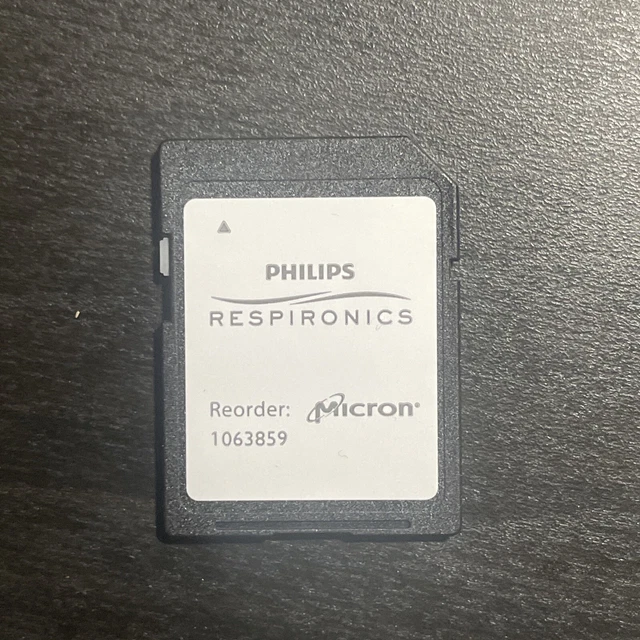 PHILIPS
RESPIRONICS
Reorder: Micron®
1063859